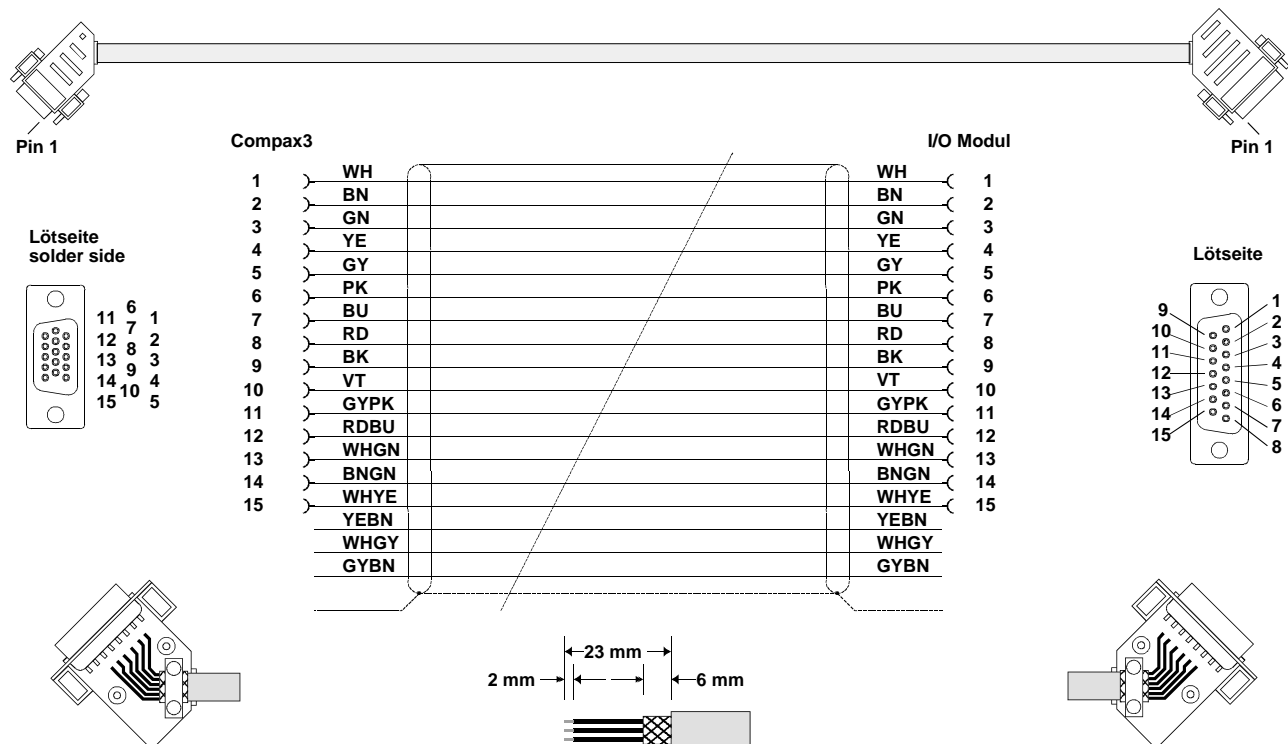 Pin 1
Pin 1
Compax3
I/O Modul
1 WH WH 1
2 BN BN 2
3 GN GN 3
4 YE YE 4
5 GY GY 5
6 PK PK 6
7 BU BU 7
8 RD RD 8
9 BK BK 9
10 VT VT 10
11 GYPK GYPK 11
12 RDBU RDBU 12
13 WHGN WHGN 13
14 BNGN BNGN 14
15 WHYE WHYE 15
YEBN YEBN
WHGY WHGY
GYBN GYBN
Lötseite
solder side
6
11 1
7
12 2
8
13 3
9
14 4
10
15 5
Lötseite
1
9
2
10
3
11
4
12
5
13
6
14
7
15
8
23 mm
2 mm
6 mm